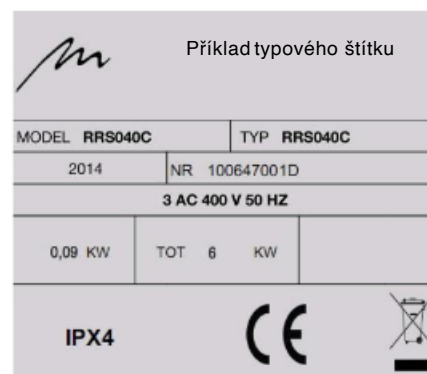 Příklad typového štítku
MODEL RRS040C TYP RRS040C
2014 NR 100647001D
3 AC 400 V 50 HZ
0,09 KW TOT 6 KW
IPX4 CE